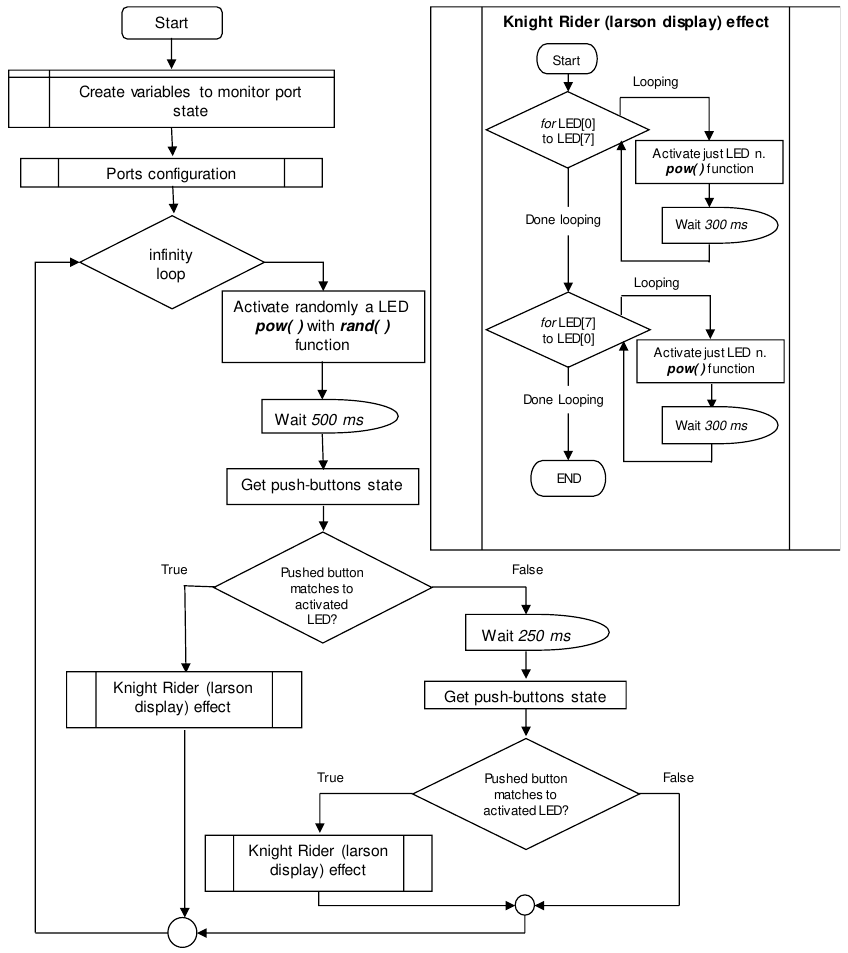 Start
Create variables to monitor port
state
Ports configuration
infinity
loop
Activate randomly a LED
pow( ) with rand( )
function
Wait 500 ms
Get push-buttons state
Pushed button
matches to
activated
LED?
True
False
Knight Rider (larson
display) effect
Wait 250 ms
Get push-buttons state
Pushed button
matches to
activated LED?
True
False
Knight Rider (larson
display) effect
Knight Rider (larson display) effect
Start
for LED[0]
to LED[7]
Looping
Activate just LED n.
pow( ) function
Wait 300 ms
Done looping
for LED[7]
to LED[0]
Looping
Activate just LED n.
pow( ) function
Wait 300 ms
Done Looping
END